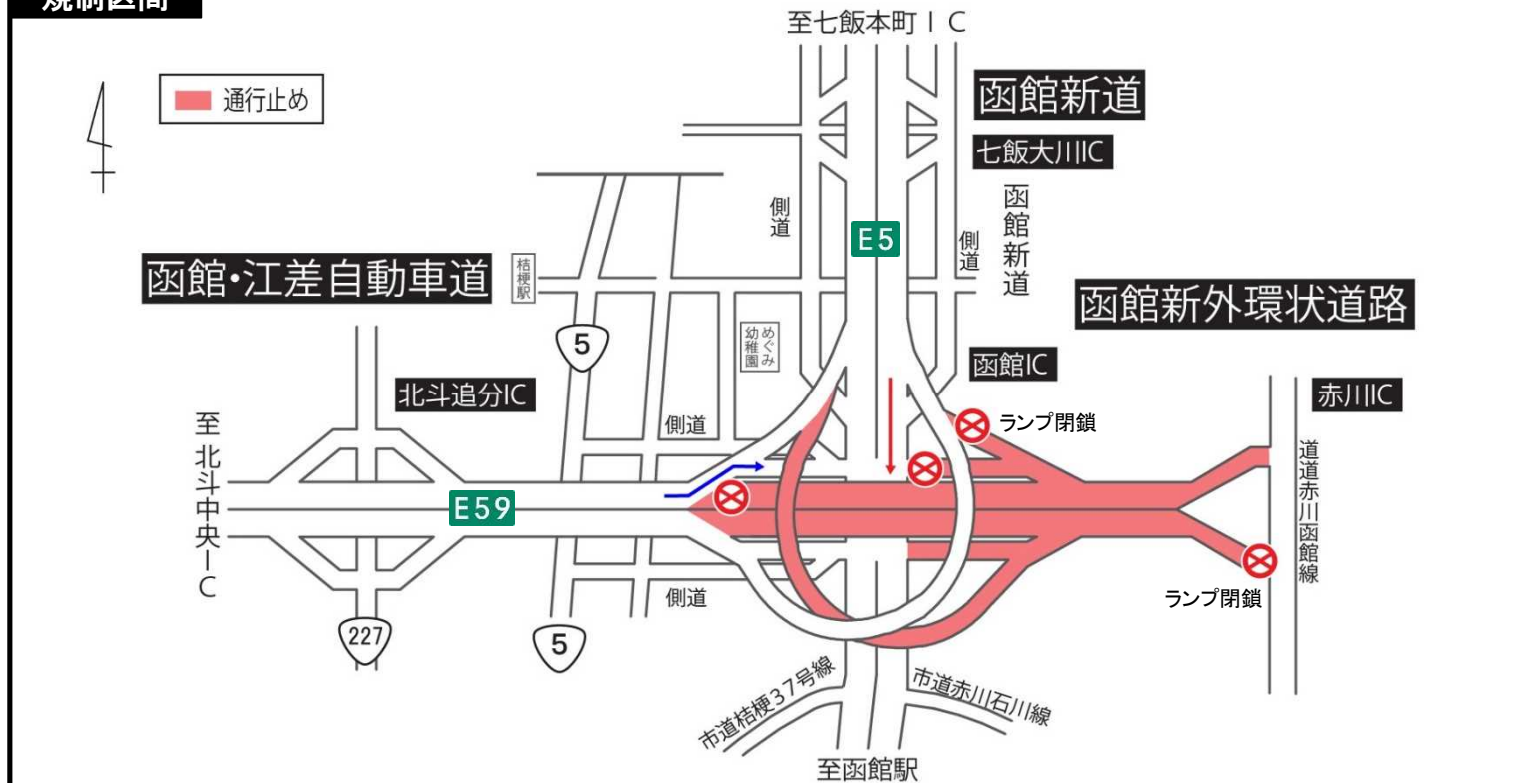 規制区間
至七飯本町IC
通行止め
函館新道
七飯大川IC
側道
函館新道
E5
側道
函館・江差自動車道
桔梗駅
函館新外環状道路
5
めぐみ
幼稚園
函館IC
北斗追分IC
赤川IC
至北斗中央IC
側道
ランプ閉鎖
道道赤川函館線
E59
側道
ランプ閉鎖
227
5
市道桔梗37号線
市道赤川石川線
至函館駅